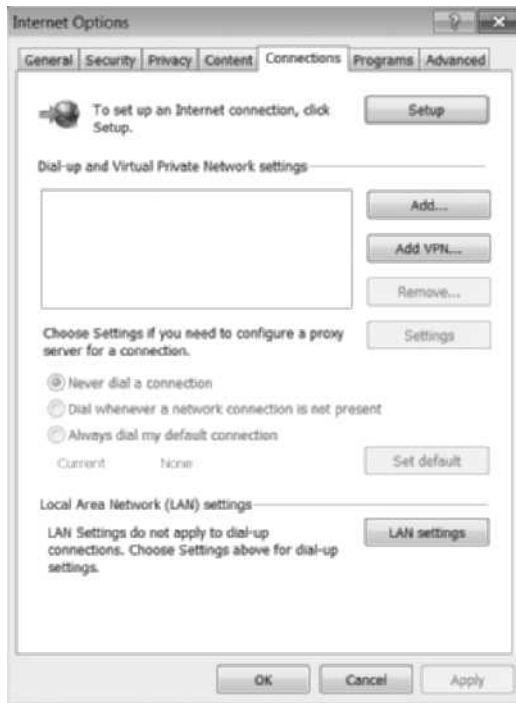 Internet Options
General Security Privacy Content Connections Programs Advanced
To set up an Internet connection, click
Setup.
Setup
Dial-up and Virtual Private Network settings
Add...
Add VPN...
Remove...
Choose Settings if you need to configure a proxy
server for a connection.
Settings
Never dial a connection
Dial whenever a network connection is not present
Always dial my default connection
Current None
Set default
Local Area Network (LAN) settings
LAN Settings do not apply to dial-up
connections. Choose Settings above for dial-up
settings.
LAN settings
OK Cancel Apply